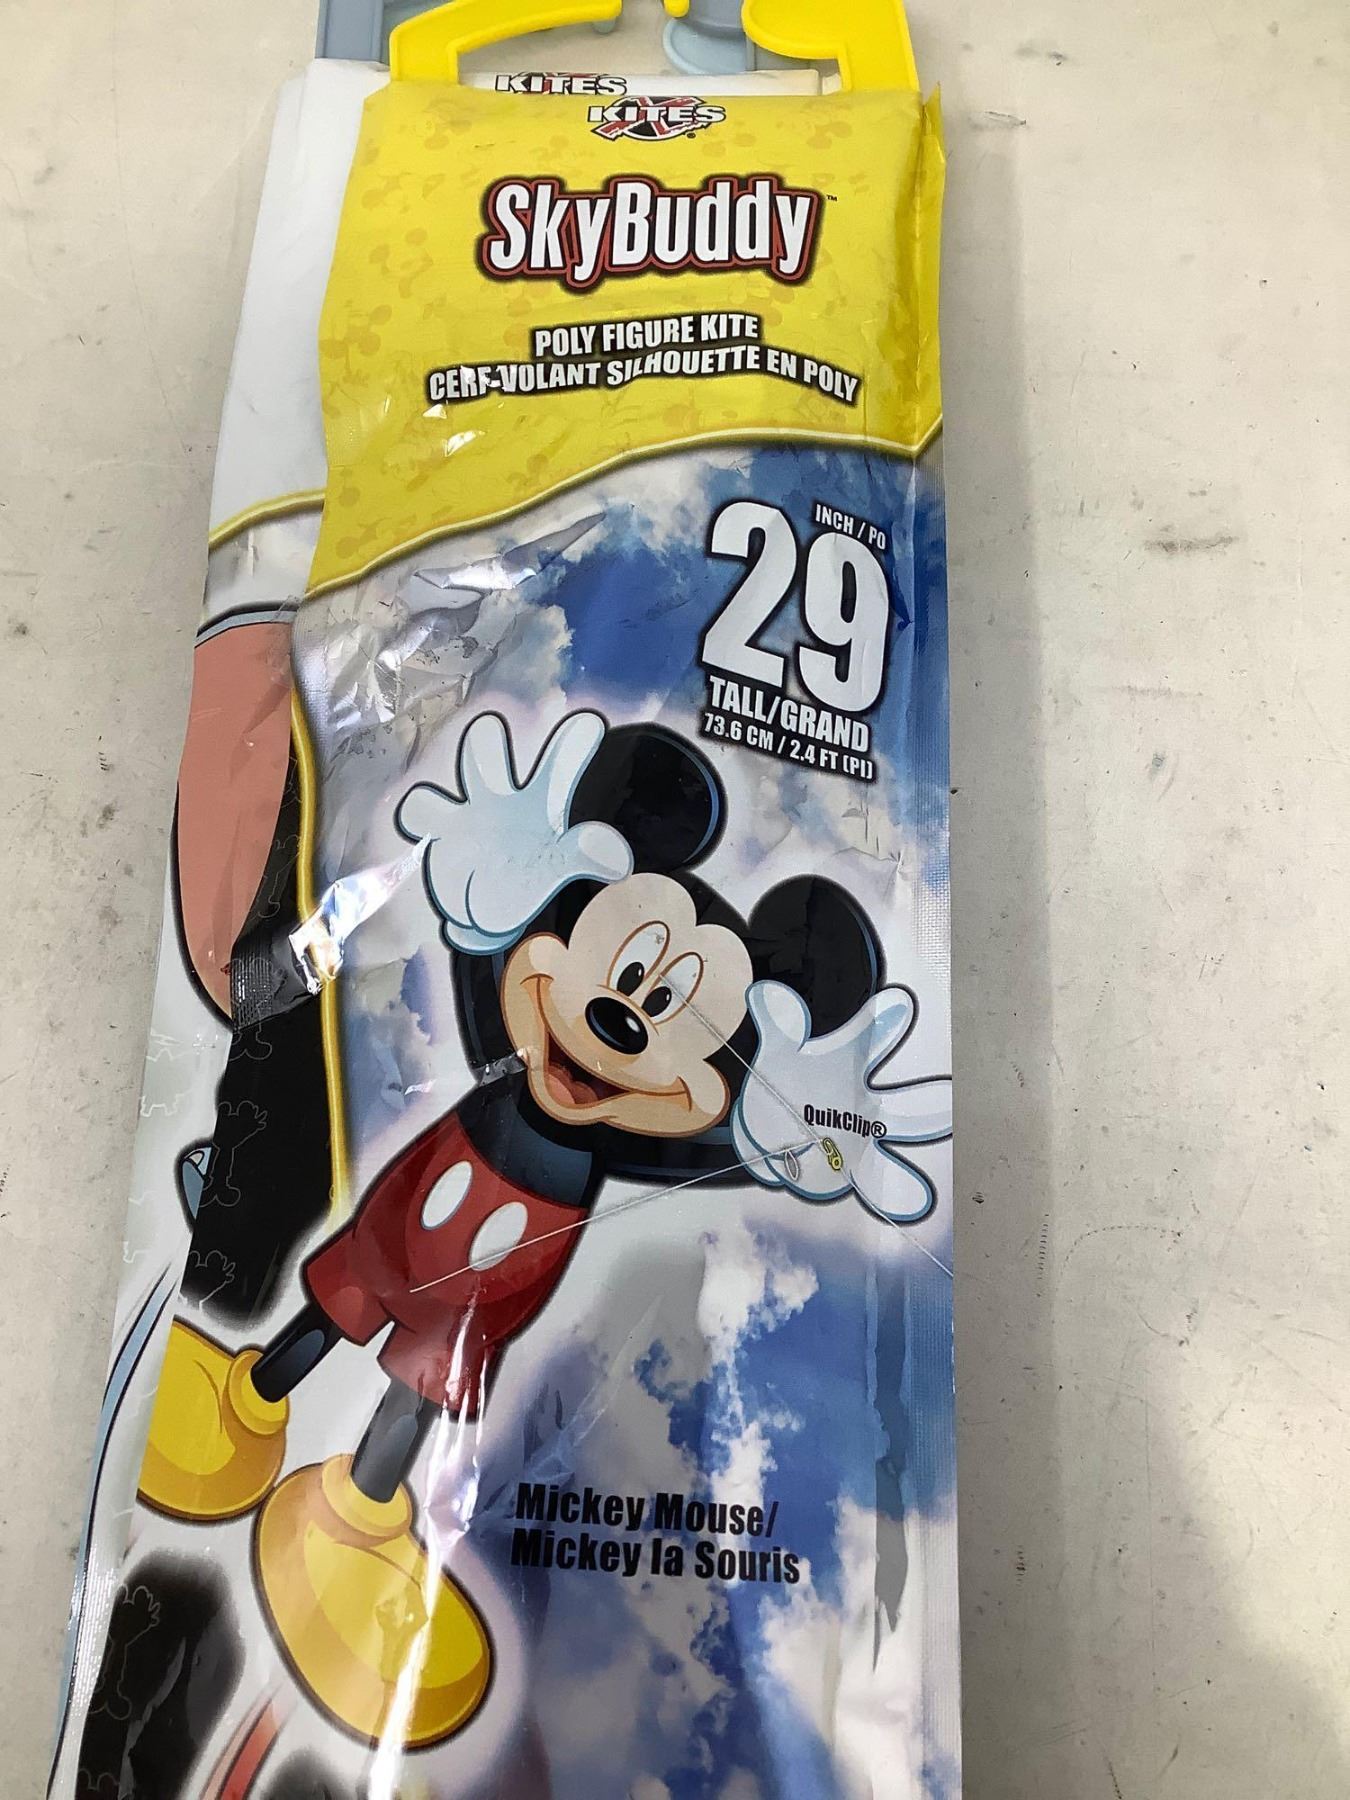 KITES
KITES®
SkyBuddy™
POLY FIGURE KITE
CERF-VOLANT SILHOUETTE EN POLY
INCH / PO
29
TALL/GRAND
73.6 CM / 2.4 FT (PI)
QuikClip®
Mickey Mouse/
Mickey la Souris